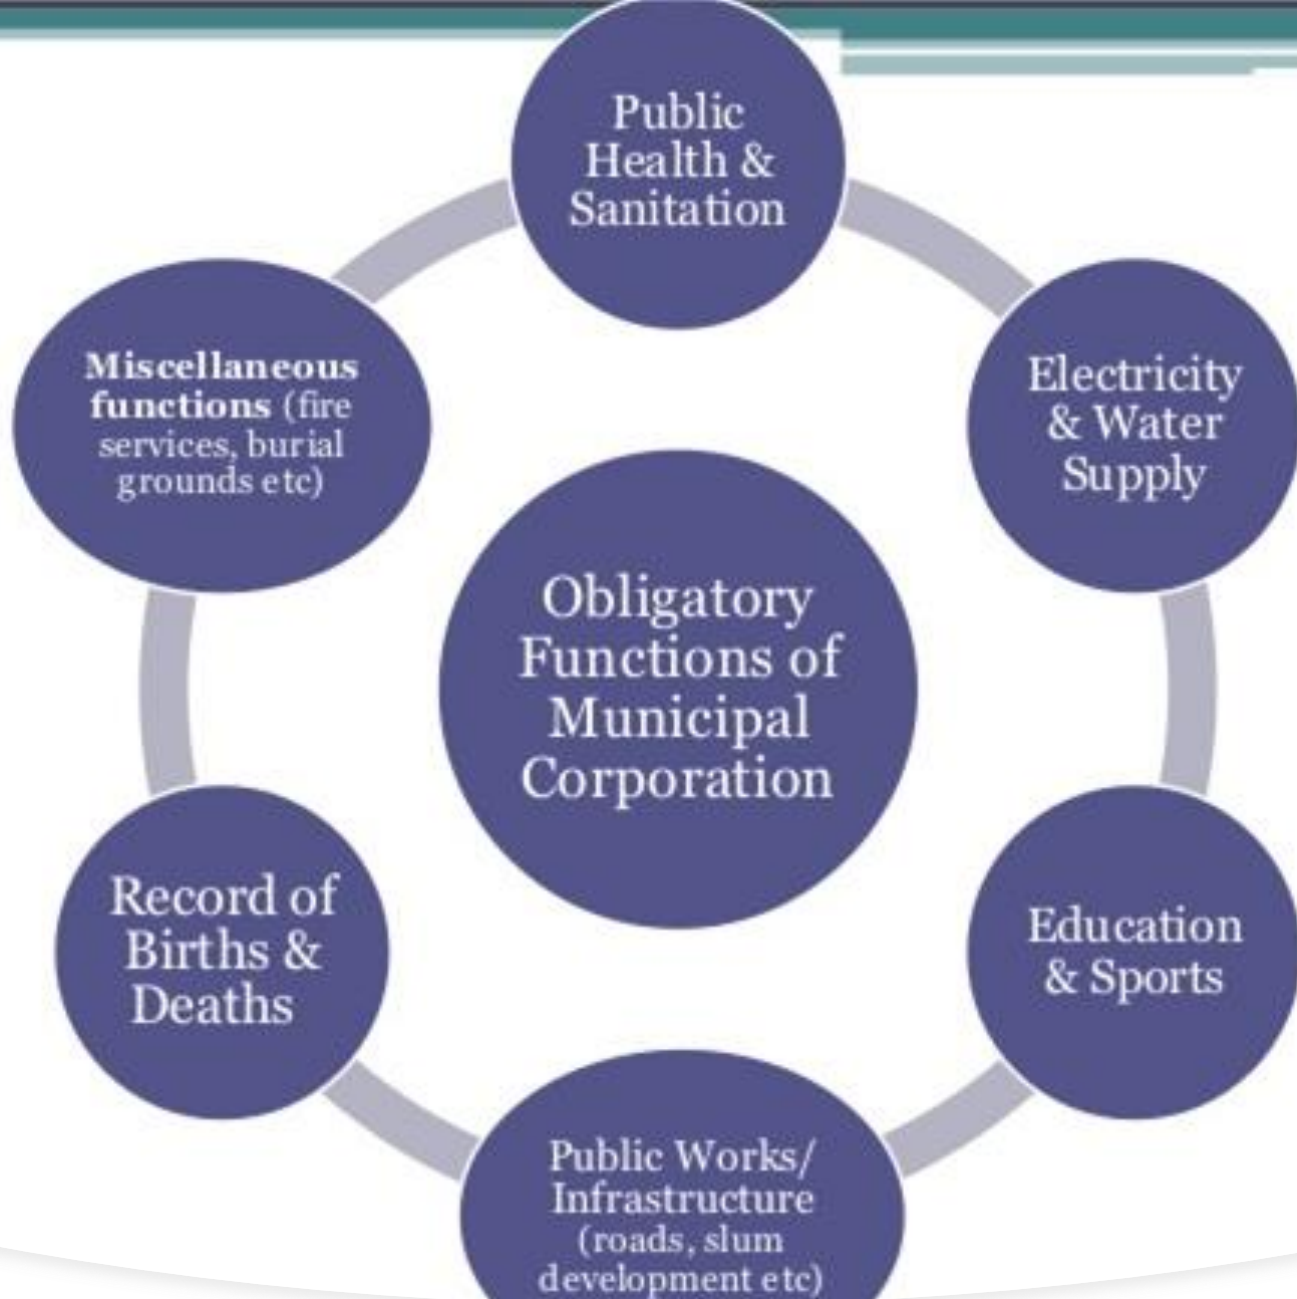 Public
Health &
Sanitation
Electricity
& Water
Supply
Education
& Sports
Public Works/
Infrastructure
(roads, slum
development etc)
Record of
Births &
Deaths
Miscellaneous
functions (fire
services, burial
grounds etc)
Obligatory
Functions of
Municipal
Corporation